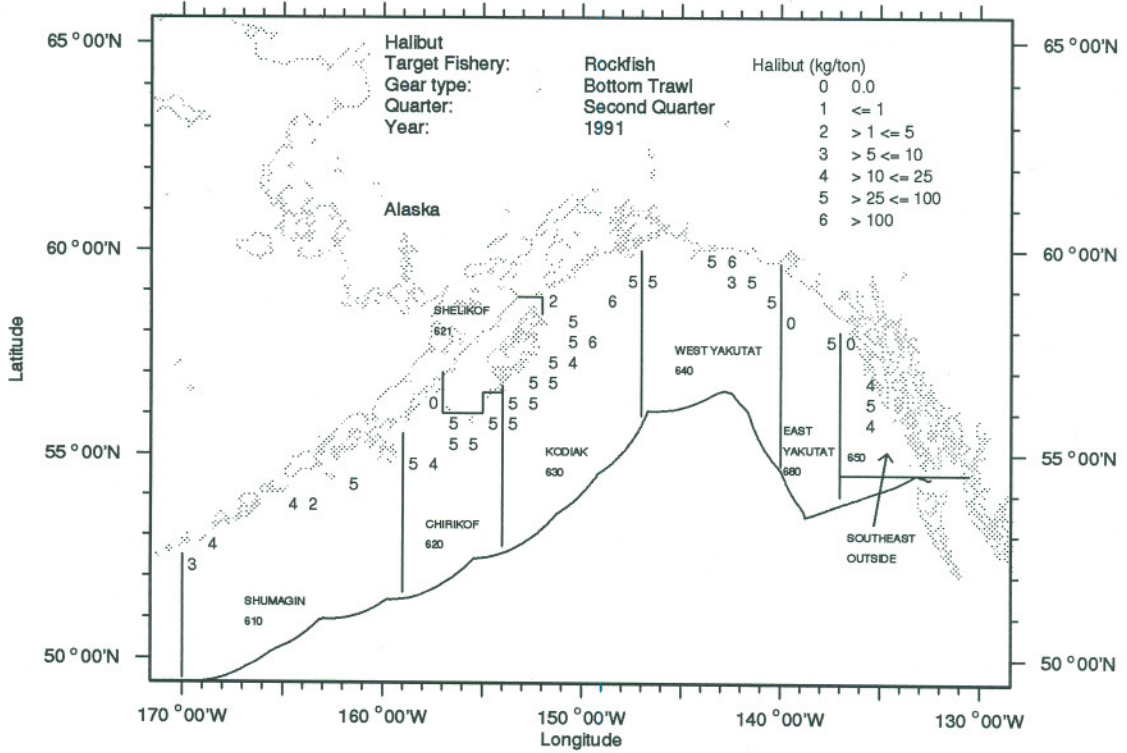 65 °00'N
65 °00'N
Halibut
Target Fishery: Rockfish
Gear type: Bottom Trawl
Quarter: Second Quarter
Year: 1991
Halibut (kg/ton)
0 0.0
1 <= 1
2 > 1 <= 5
3 > 5 <= 10
4 > 10 <= 25
5 > 25 <= 100
6 > 100
Alaska
60 °00'N
60 °00'N
5 6
5 5
3 5
SHELIKOF
621
2
6
5
0
5
5 6
5 0
5 4
WEST YAKUTAT
640
5 5
4
0
5 5
5
5
5 5
4
5 5
EAST
YAKUTAT
680
KODIAK
630
650
55 °00'N
55 °00'N
5 4
5
4 2
CHIRIKOF
620
4
3
SOUTHEAST
OUTSIDE
SHUMAGIN
610
50 °00'N
50 °00'N
Latitude
170 °00'W 160 °00'W 150 °00'W 140 °00'W 130 °00'W
Longitude